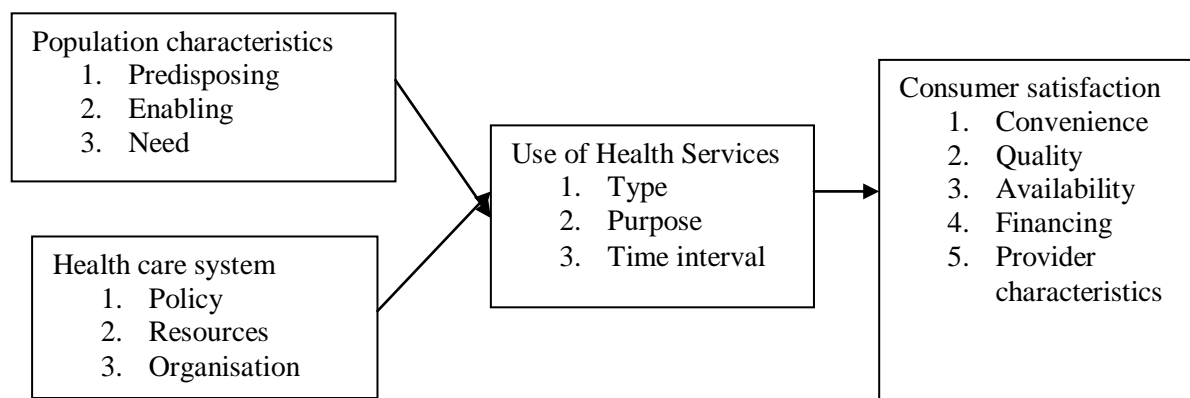 Population characteristics
1. Predisposing
2. Enabling
3. Need
Health care system
1. Policy
2. Resources
3. Organisation
Use of Health Services
1. Type
2. Purpose
3. Time interval
Consumer satisfaction
1. Convenience
2. Quality
3. Availability
4. Financing
5. Provider
characteristics